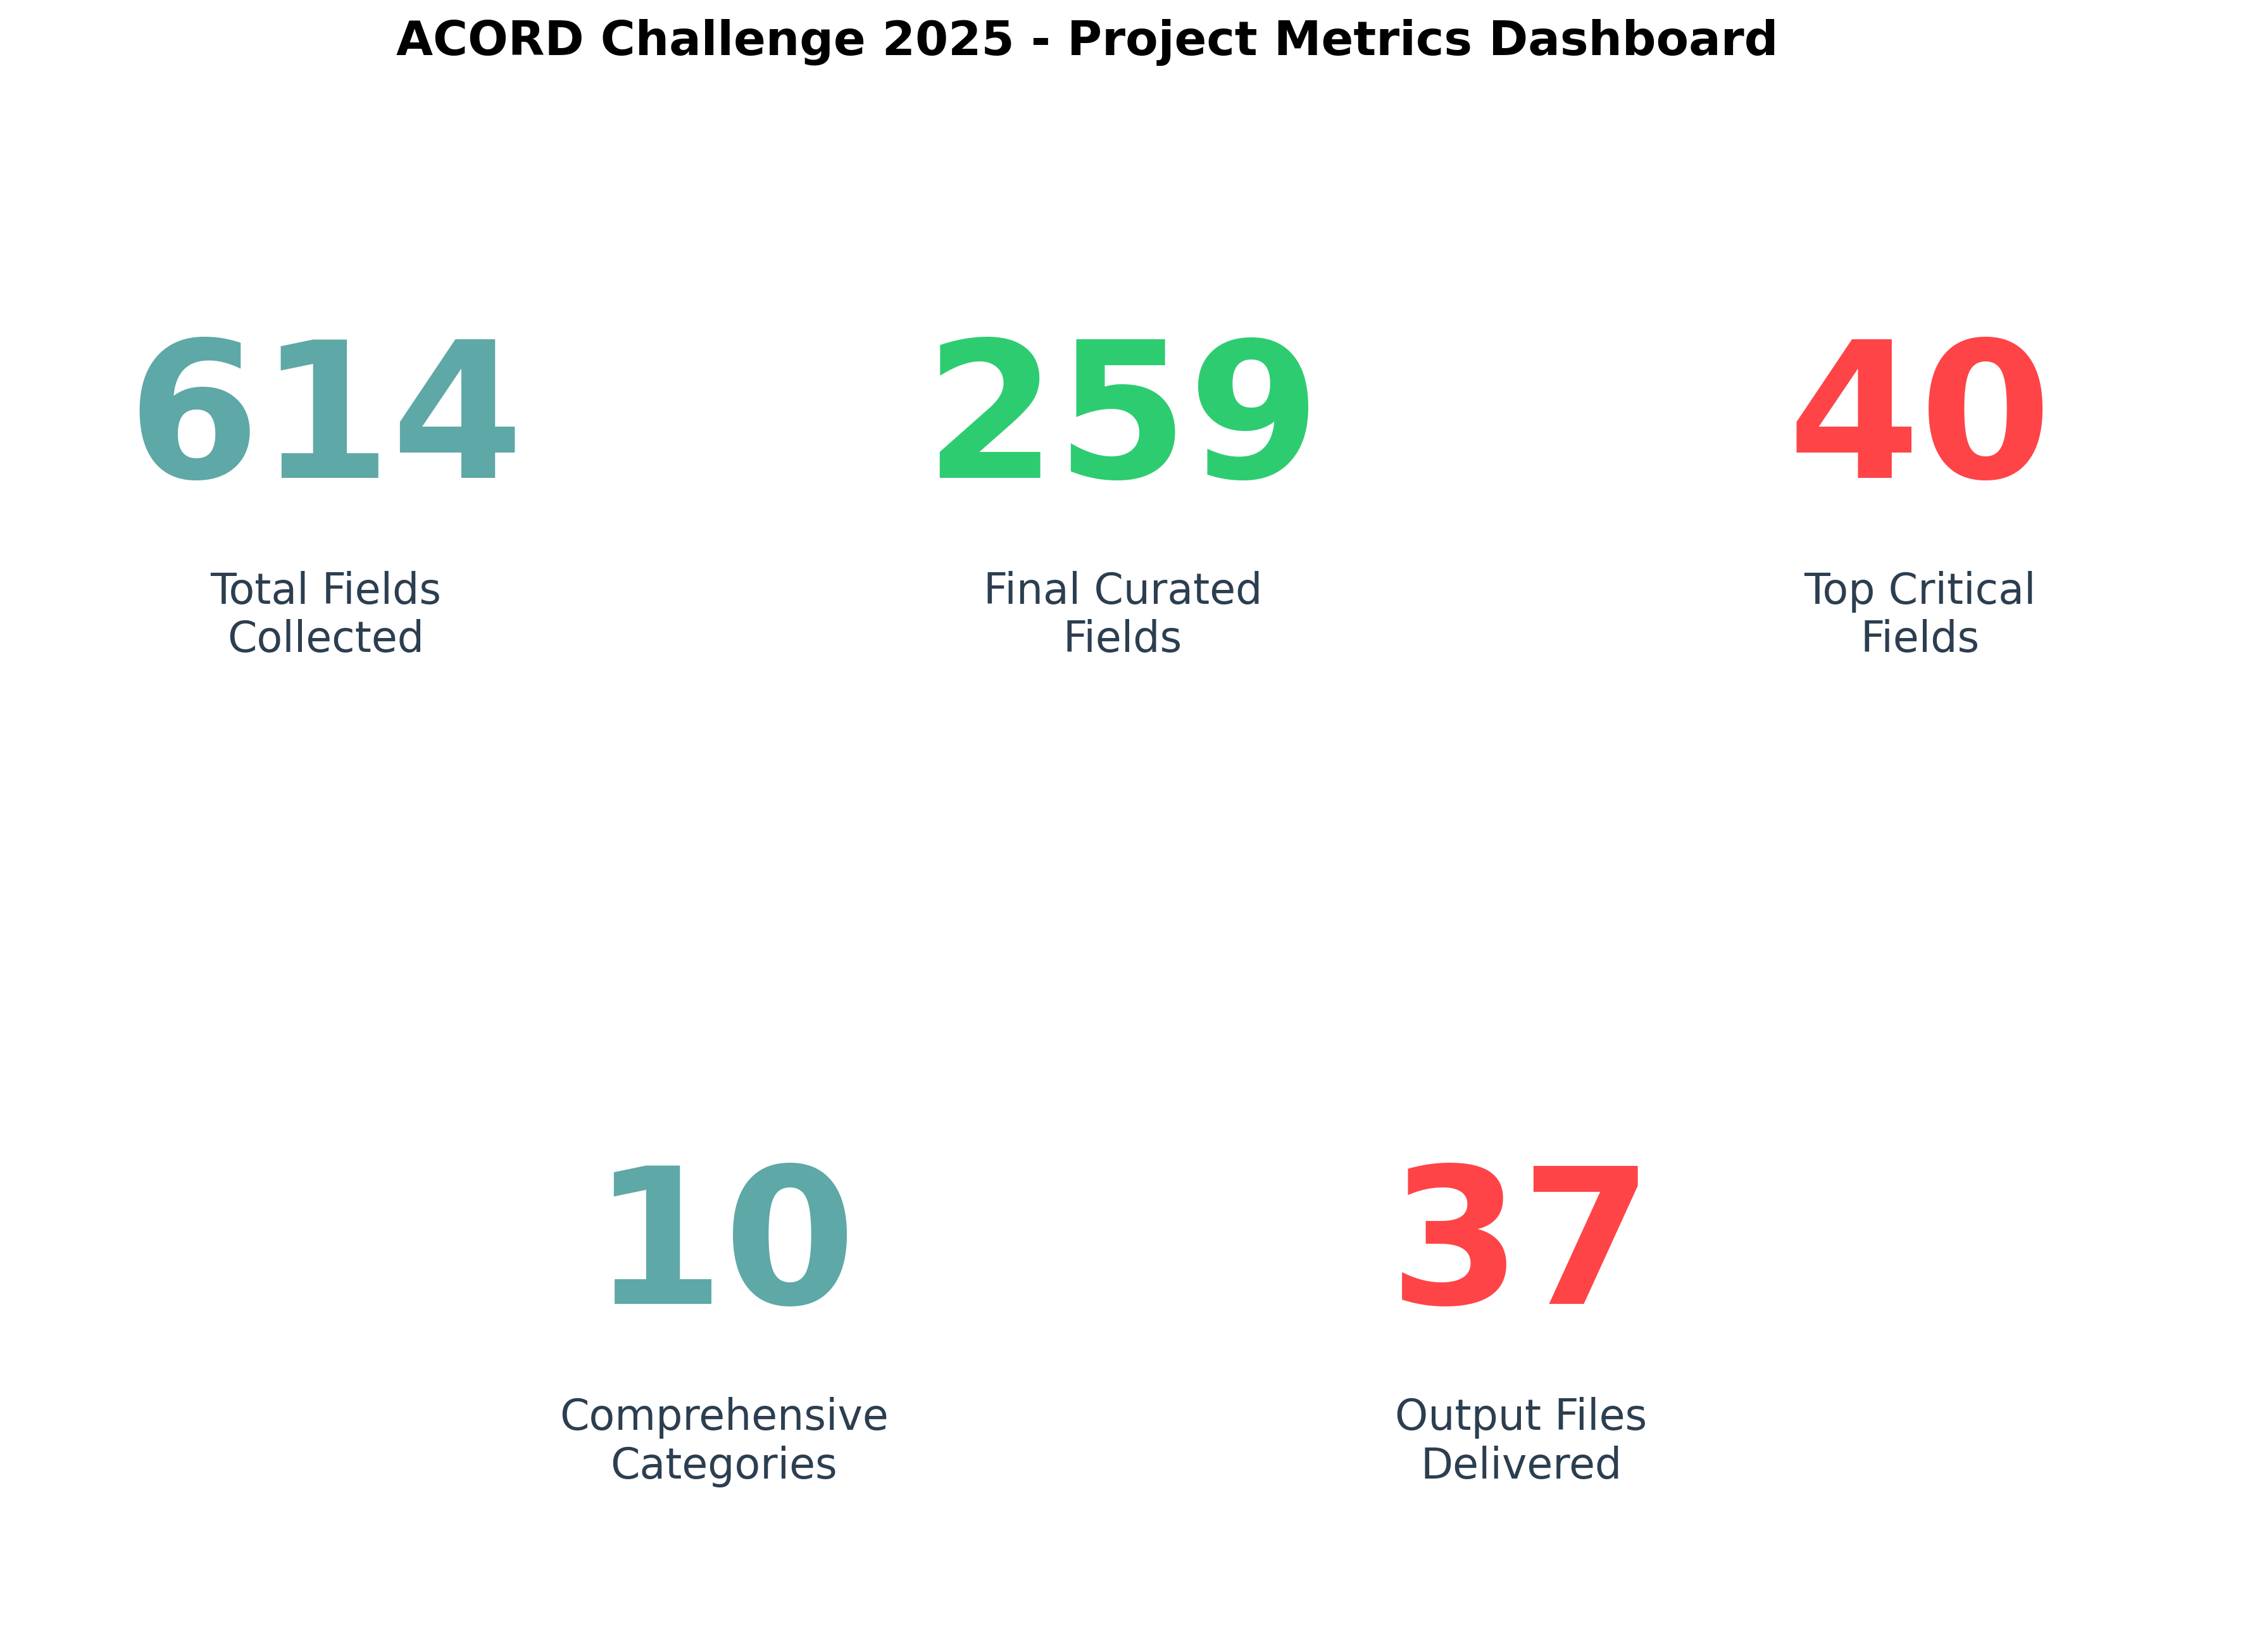 ACORD Challenge 2025 - Project Metrics Dashboard
614
Total Fields
Collected
259
Final Curated
Fields
40
Top Critical
Fields
10
Comprehensive
Categories
37
Output Files
Delivered